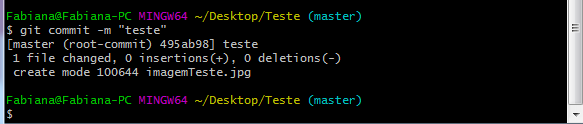 Fabiana@Fabiana-PC MINGW64 ~/Desktop/Teste (master)
$ git commit -m "teste"
[master (root-commit) 495ab98] teste
 1 file changed, 0 insertions(+), 0 deletions(-)
 create mode 100644 imagemTeste.jpg
Fabiana@Fabiana-PC MINGW64 ~/Desktop/Teste (master)
$